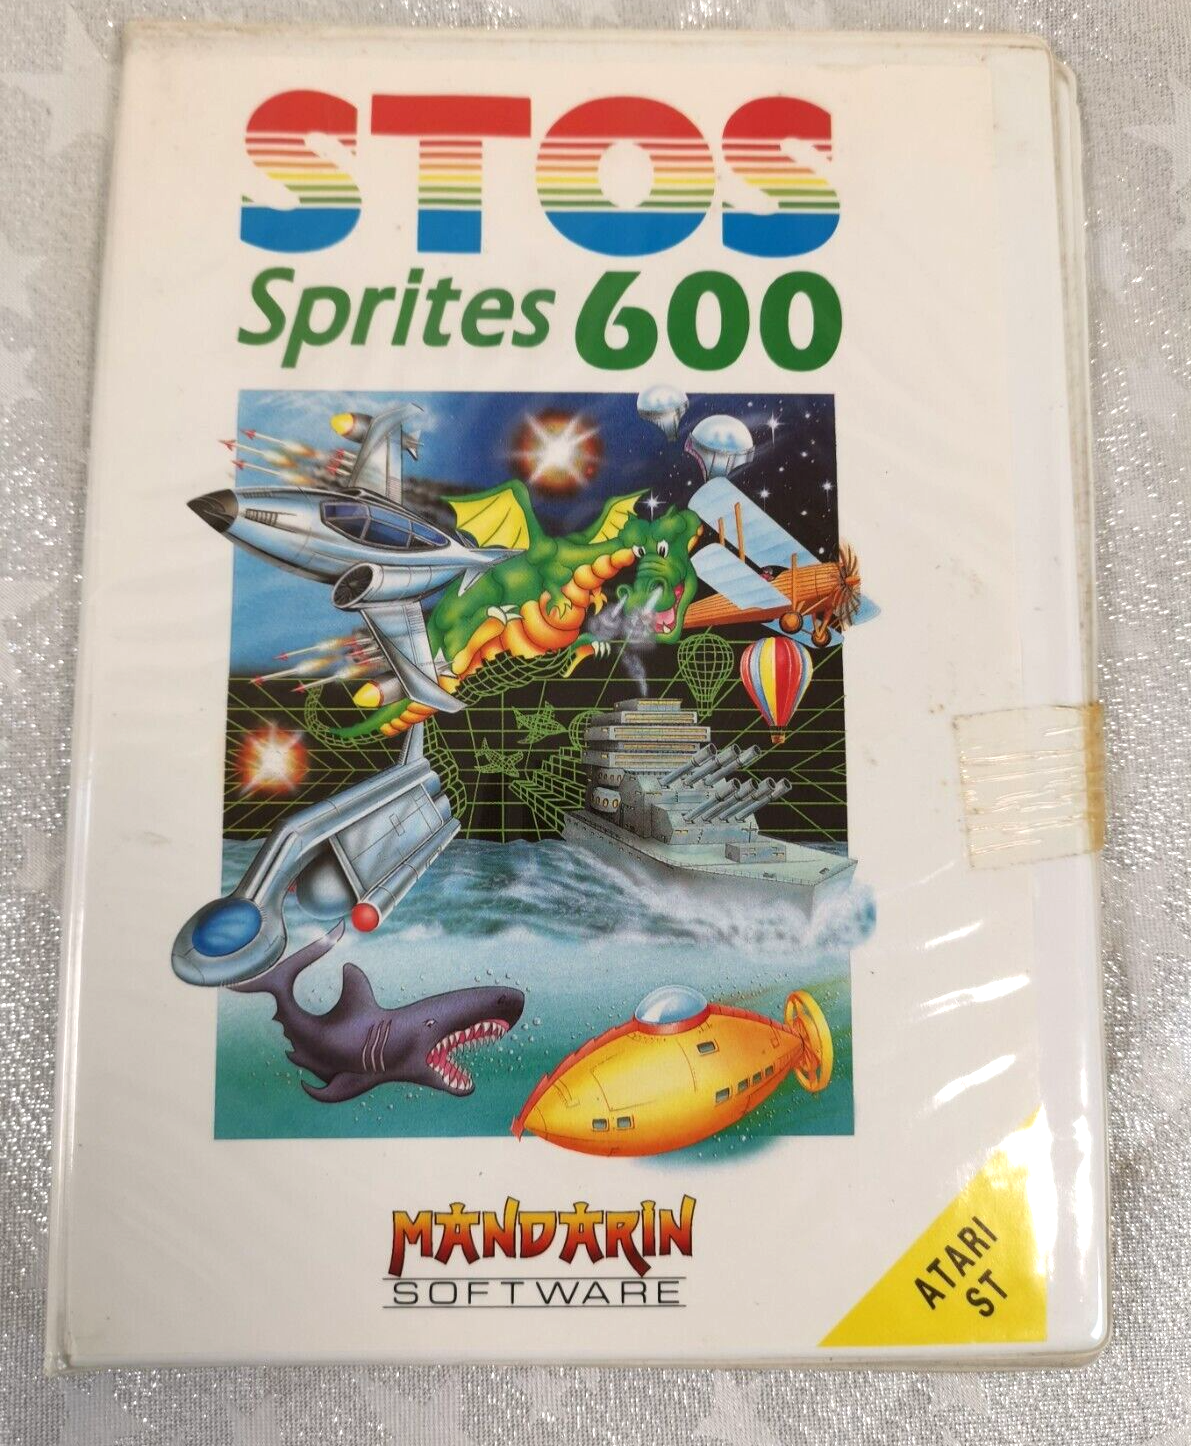 STOS
Sprites 600
MANDARIN
SOFTWARE
ATARI
ST